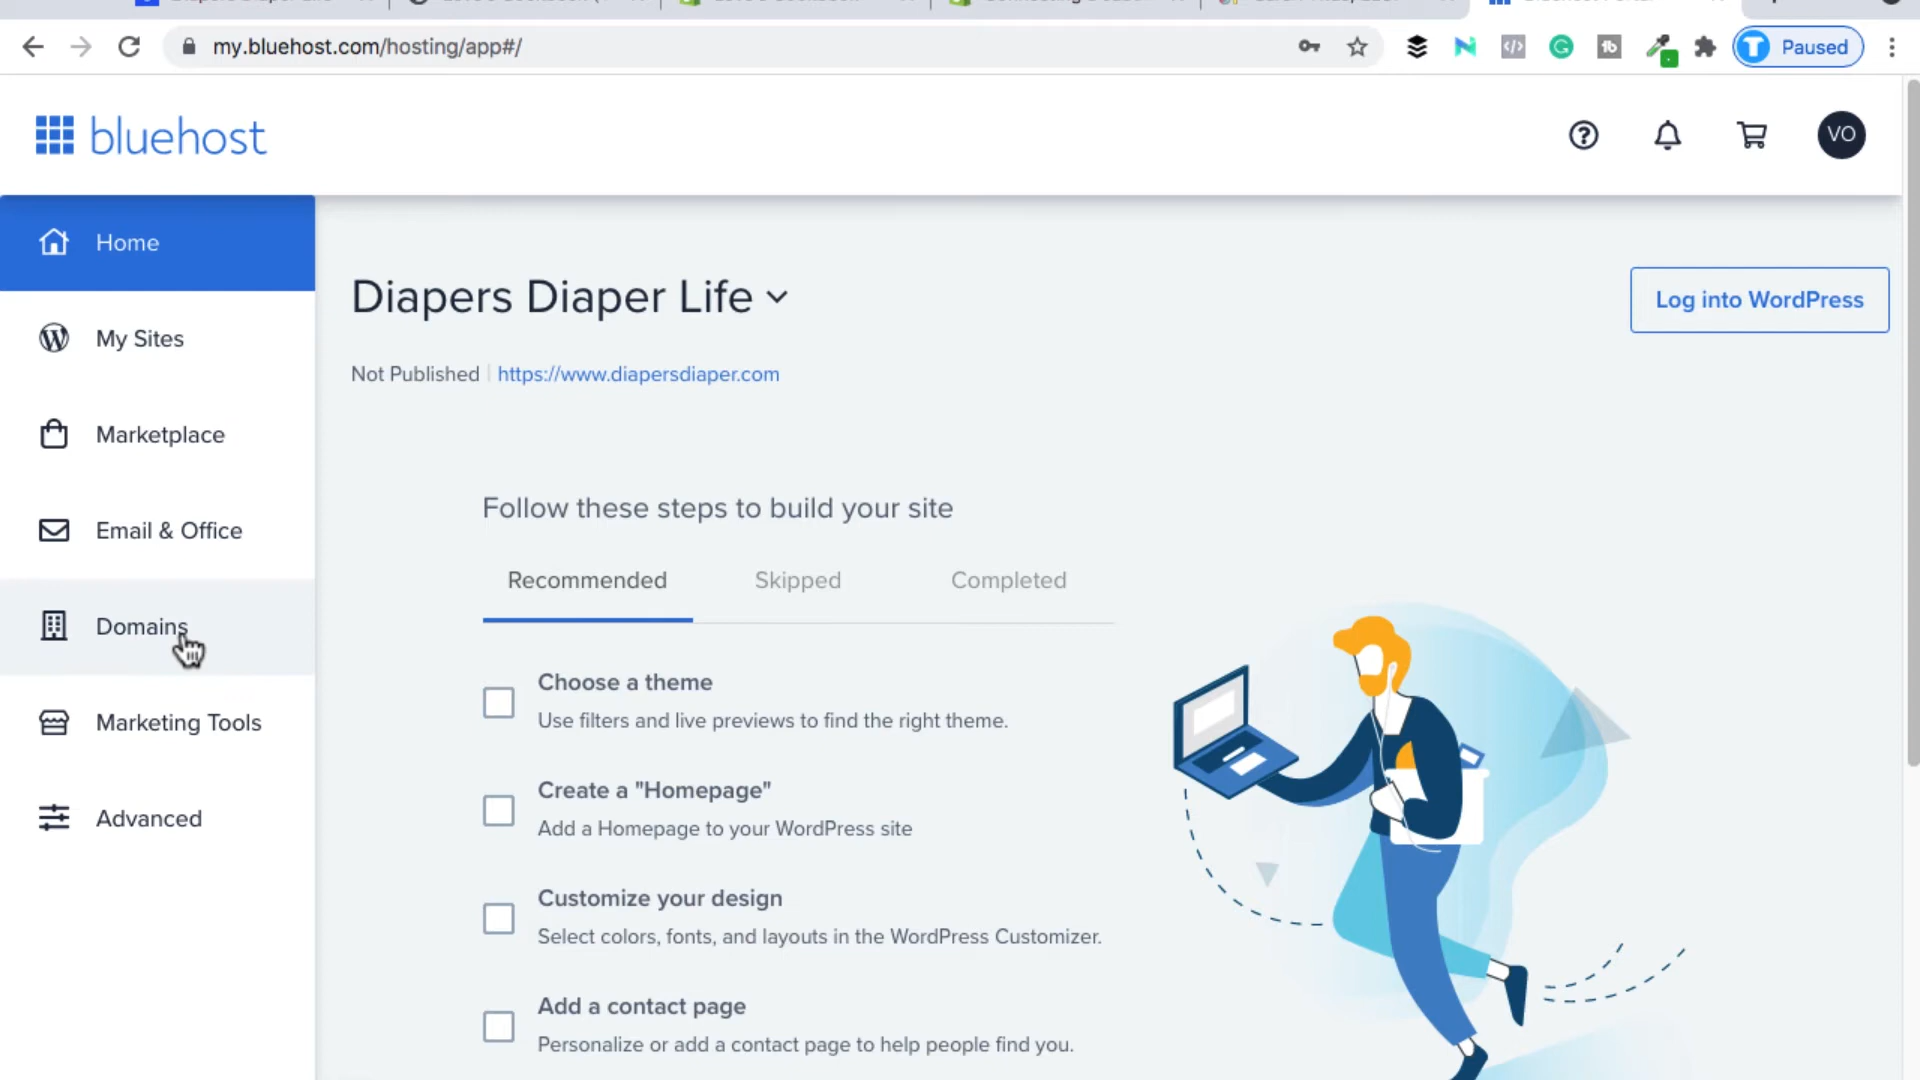 my.bluehost.com/hosting/app#/
Paused
bluehost
VO
Home
My Sites
Marketplace
Email & Office
Domains
Marketing Tools
Advanced
Diapers Diaper Life
Log into WordPress
Not Published | https://www.diapersdiaper.com
Follow these steps to build your site
Recommended Skipped Completed
Choose a theme
Use filters and live previews to find the right theme.
Create a "Homepage"
Add a Homepage to your WordPress site
Customize your design
Select colors, fonts, and layouts in the WordPress Customizer.
Add a contact page
Personalize or add a contact page to help people find you.